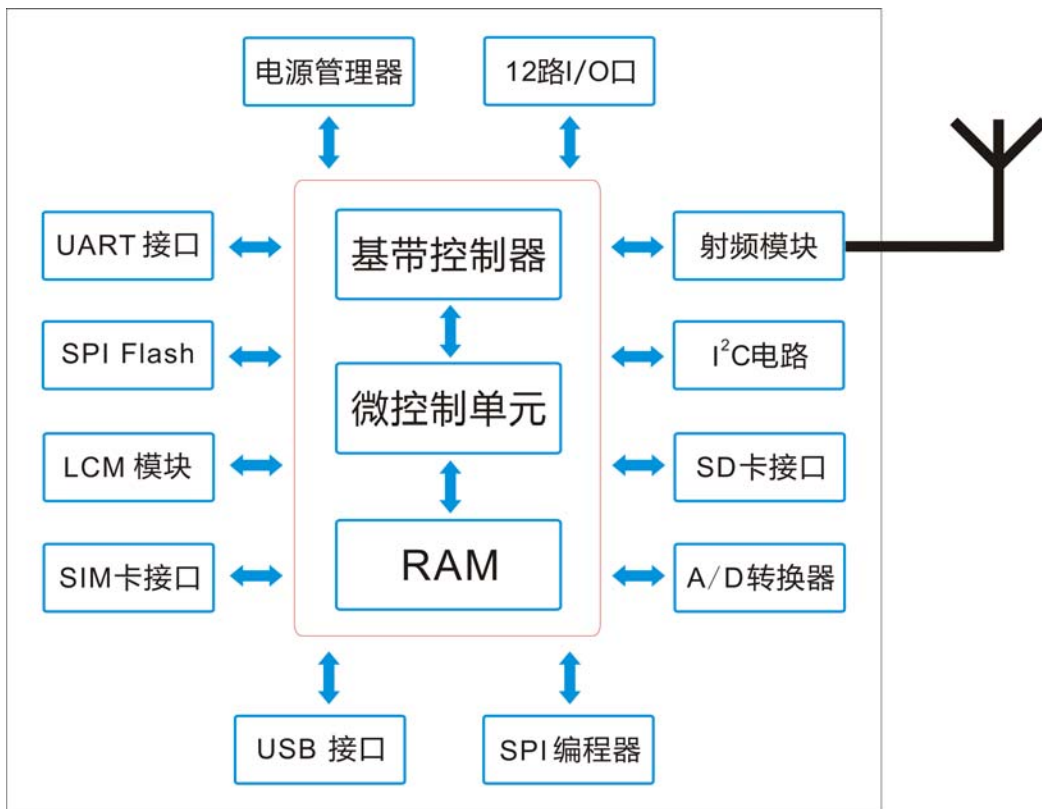 电源管理器
12路I/O口
UART 接口
基带控制器
射频模块
SPI Flash
微控制单元
I²C电路
LCM 模块
SD卡接口
SIM卡接口
RAM
A/D转换器
USB 接口
SPI 编程器